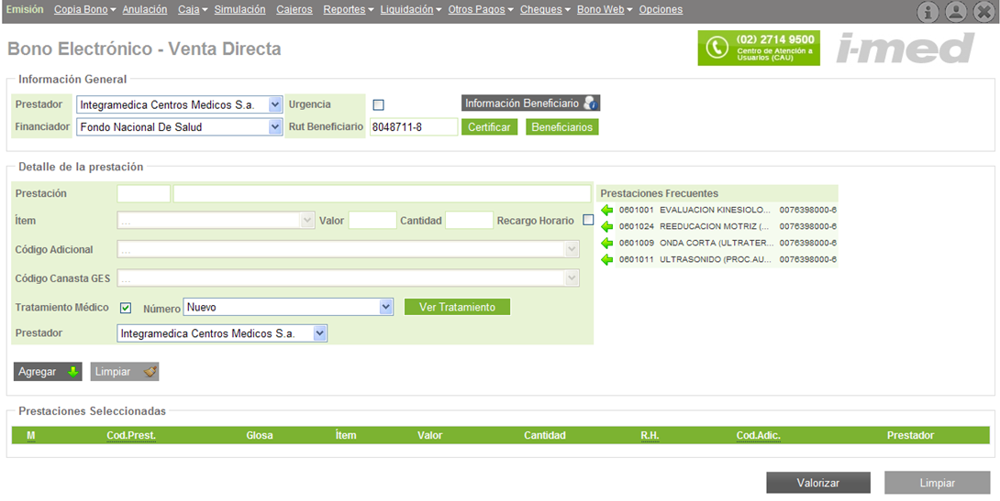 Emisión Copia Bono Anulación Caja Simulación Cajeros Reportes Liquidación Otros Pagos Cheques Bono Web Opciones
Bono Electrónico - Venta Directa
(02) 2714 9500
Centro de Atención a
Usuarios (CAU)
i-med
Información General
Prestador Integramedica Centros Medicos S.a. Urgencia Información Beneficiario
Financiador Fondo Nacional De Salud Rut Beneficiario 8048711-8 Certificar Beneficiarios
Detalle de la prestación
Prestación
Ítem ... Valor Cantidad Recargo Horario
Código Adicional ...
Código Canasta GES ...
Tratamiento Médico Número Nuevo Ver Tratamiento
Prestador Integramedica Centros Medicos S.a.
Prestaciones Frecuentes
0601001 EVALUACION KINESIOLO... 0076398000-6
0601024 REEDUCACION MOTRIZ (... 0076398000-6
0601009 ONDA CORTA (ULTRATER... 0076398000-6
0601011 ULTRASONIDO (PROC.AU... 0076398000-6
Agregar Limpiar
Prestaciones Seleccionadas
M Cod.Prest. Glosa Ítem Valor Cantidad R.H. Cod.Adic. Prestador
Valorizar Limpiar